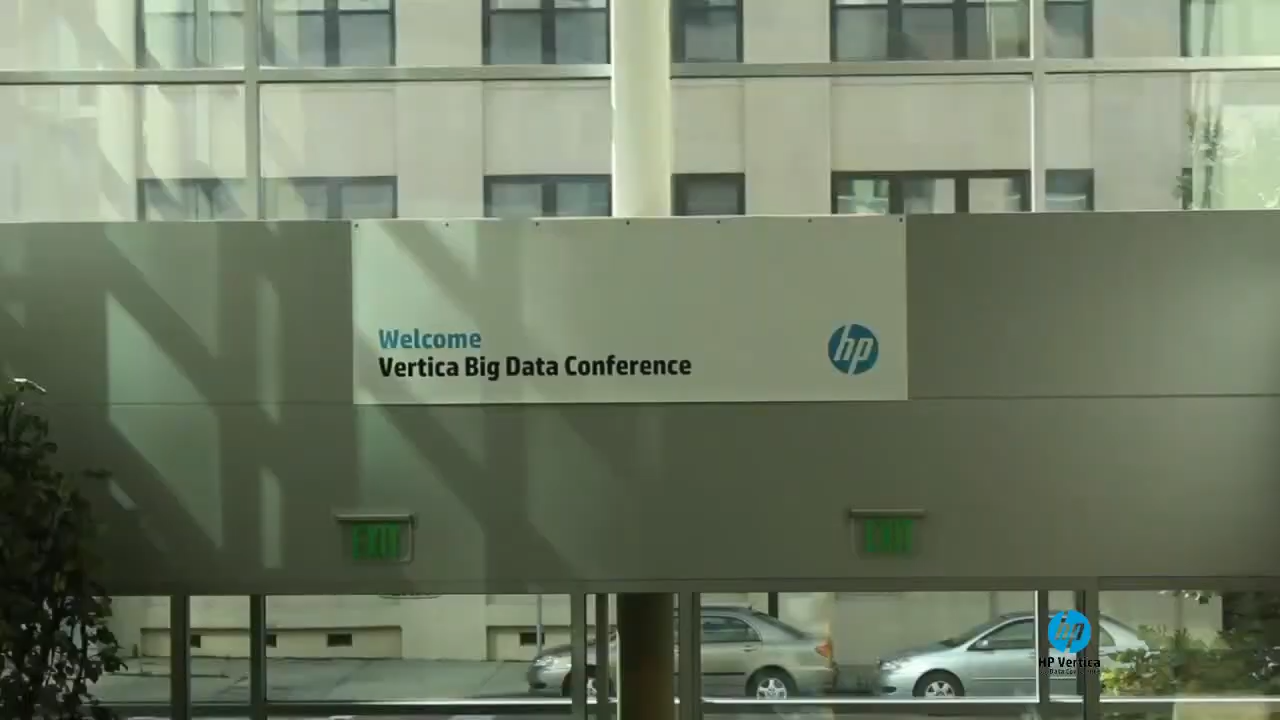 Welcome
Vertica Big Data Conference
hp
EXIT
EXIT
hp
HP Vertica